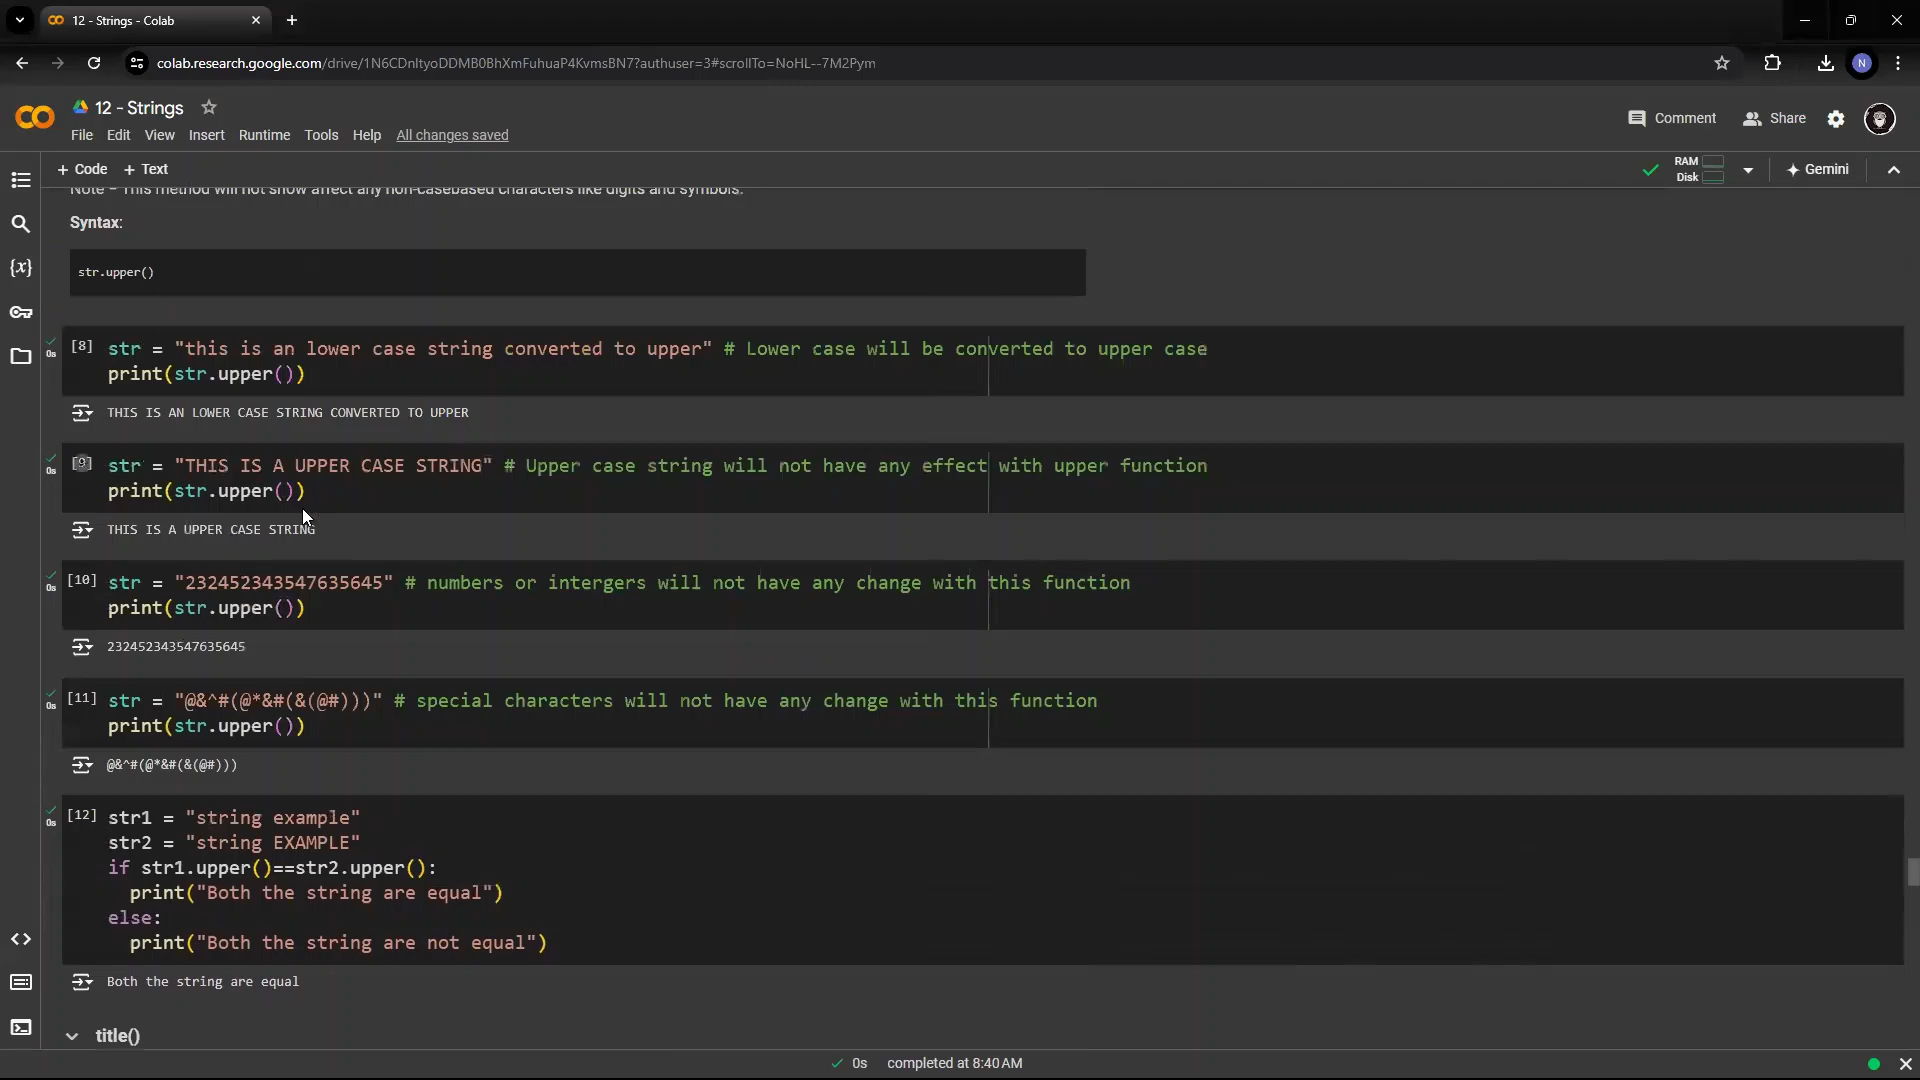 12 - Strings - Colab
colab.research.google.com/drive/1N6CDnItyoDDMB0BhXmFuhuaP4KvmsBN7?authuser=3#scrollTo=NoHL--7M2Pym
N
12 - Strings
File Edit View Insert Runtime Tools Help All changes saved
Comment Share
+ Code + Text
RAM
Disk
Gemini
Note - This method will not show affect any non-casebased characters like digits and symbols.
Syntax:
str.upper()
[8] str = "this is an lower case string converted to upper" # Lower case will be converted to upper case
print(str.upper())
0s
THIS IS AN LOWER CASE STRING CONVERTED TO UPPER
[9] str = "THIS IS A UPPER CASE STRING" # Upper case string will not have any effect with upper function
print(str.upper())
0s
THIS IS A UPPER CASE STRING
[10] str = "232452343547635645" # numbers or intergers will not have any change with this function
print(str.upper())
0s
232452343547635645
[11] str = "@&^#(@*&#(&(@#)))" # special characters will not have any change with this function
print(str.upper())
0s
@&^#(@*&#(&(@#)))
[12] str1 = "string example"
str2 = "string EXAMPLE"
if str1.upper()==str2.upper():
print("Both the string are equal")
else:
print("Both the string are not equal")
0s
Both the string are equal
title()
0s completed at 8:40 AM